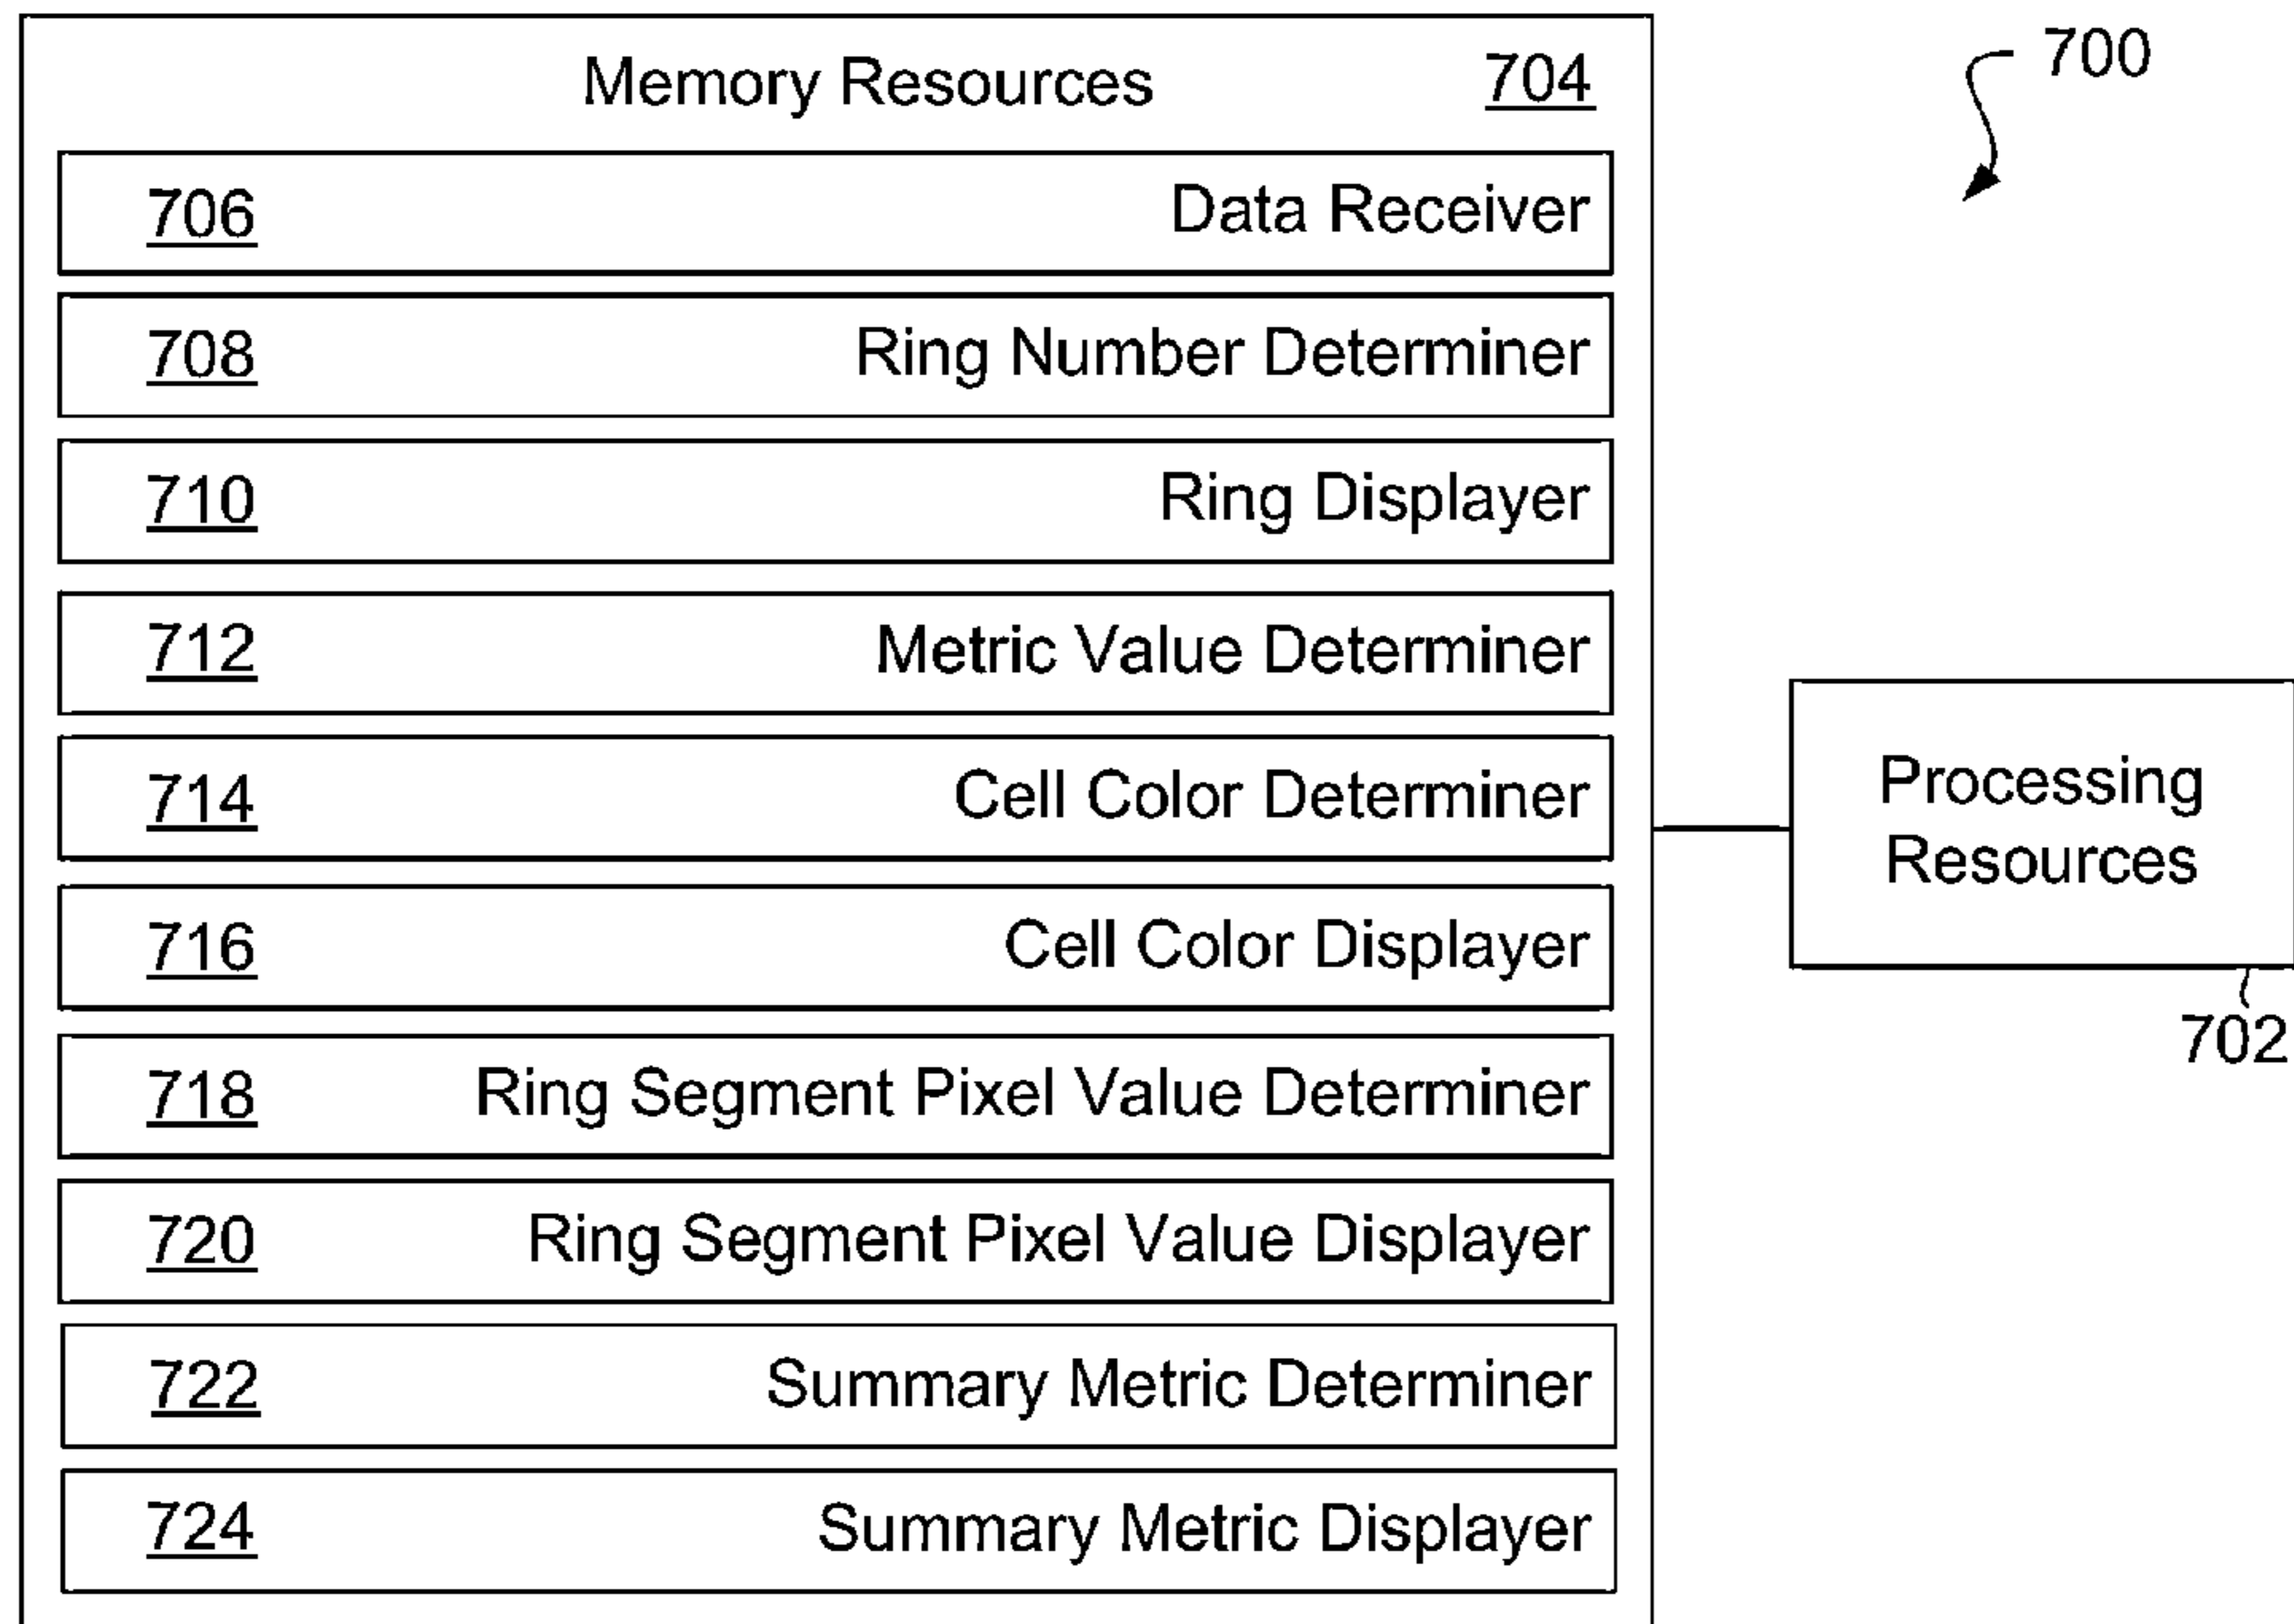 Memory Resources 704
700
706 Data Receiver
708 Ring Number Determiner
710 Ring Displayer
712 Metric Value Determiner
714 Cell Color Determiner
716 Cell Color Displayer
718 Ring Segment Pixel Value Determiner
720 Ring Segment Pixel Value Displayer
722 Summary Metric Determiner
724 Summary Metric Displayer
Processing
Resources
702